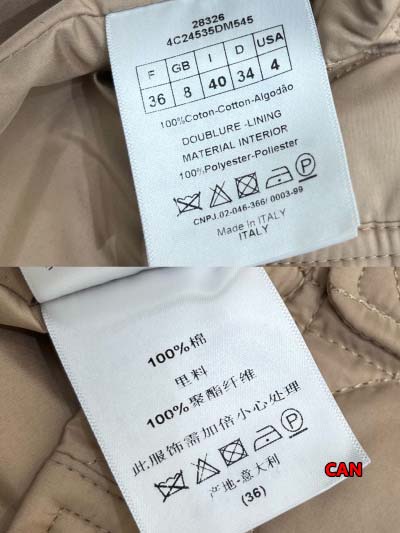 28326
4C24535DM545
F GB I D USA
36 8 40 34 4
100%Coton-Cotton-Algodão
DOUBLURE -LINING
MATERIAL INTERIOR
100%Polyester-Poliester
CNPJ.02-046-366/ 0003-99
Made in ITALY
ITALY
100%棉
里料
100%聚酯纤维
此服饰需加倍小心处理
产地-意大利
(36)
CAN